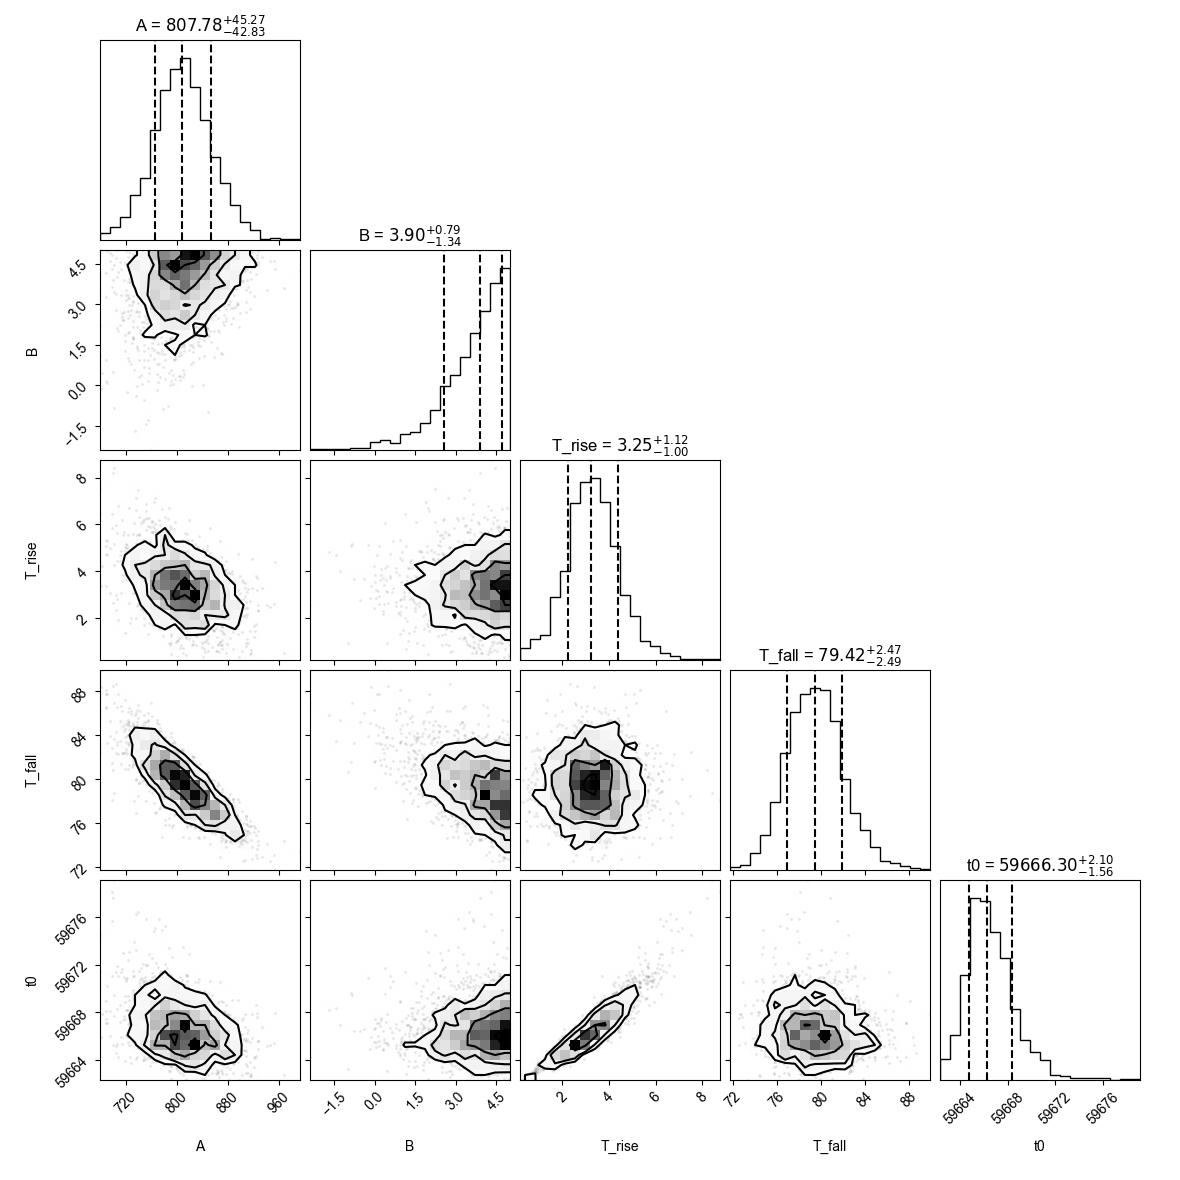 A = 807.78 +45.27 −42.83
B = 3.90 +0.79 −1.34
4.5
3.0
1.5
0.0
−1.5
B
T_rise = 3.25 +1.12 −1.00
8
6
4
2
T_rise
T_fall = 79.42 +2.47 −2.49
88
84
80
76
72
T_fall
t0 = 59666.30 +2.10 −1.56
59676
59672
59668
59664
t0
720 800 880 960 −1.5 0.0 1.5 3.0 4.5 2 4 6 8 72 76 80 84 88 59664 59668 59672 59676
A B T_rise T_fall t0